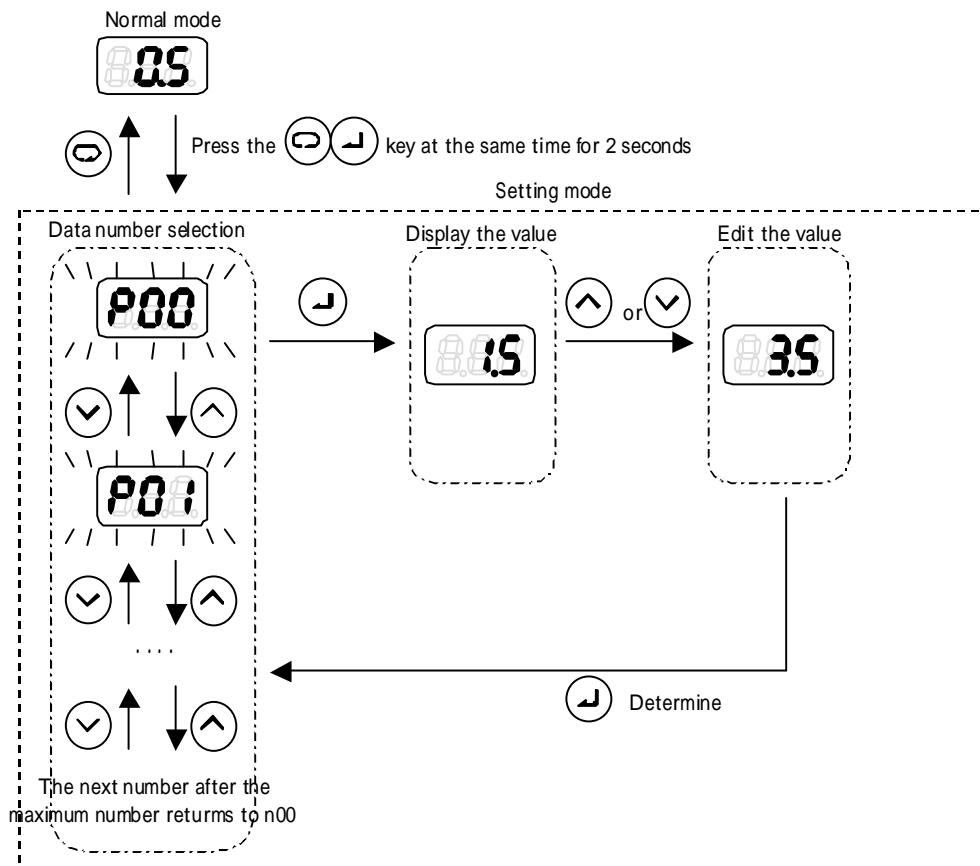 Normal mode
0.5
Press the key at the same time for 2 seconds
Setting mode
Data number selection
Display the value
Edit the value
P00
or
1.5
3.5
P01
....
Determine
The next number after the
maximum number returms to n00